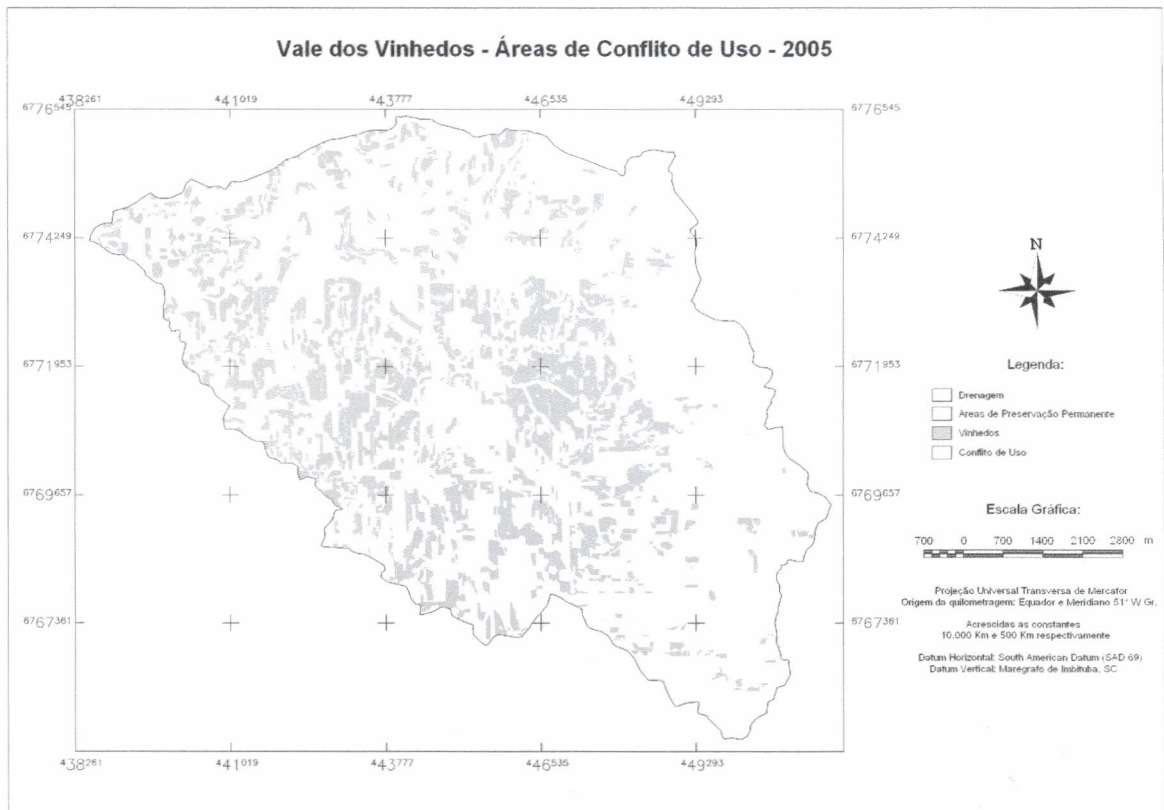 Vale dos Vinhedos - Áreas de Conflito de Uso - 2005
438261 441019 443777 446535 449293
6776545 6776545
6774249 6774249
6771953 6771953
6769657 6769657
6767361 6767361
438261 441019 443777 446535 449293
N
Legenda:
Drenagem
Areas de Preservação Permanente
Vinhedos
Conflito de Uso
Escala Gráfica:
700 0 700 1400 2100 2800 m
Projeção Universal Transversa de Mercator
Origem da quilometragem: Equador e Meridiano 51° W Gr.
Acrescidas as constantes
10.000 Km e 500 Km respectivamente
Datum Horizontal: South American Datum (SAD 69)
Datum Vertical: Maregrafo de Imbituba, SC